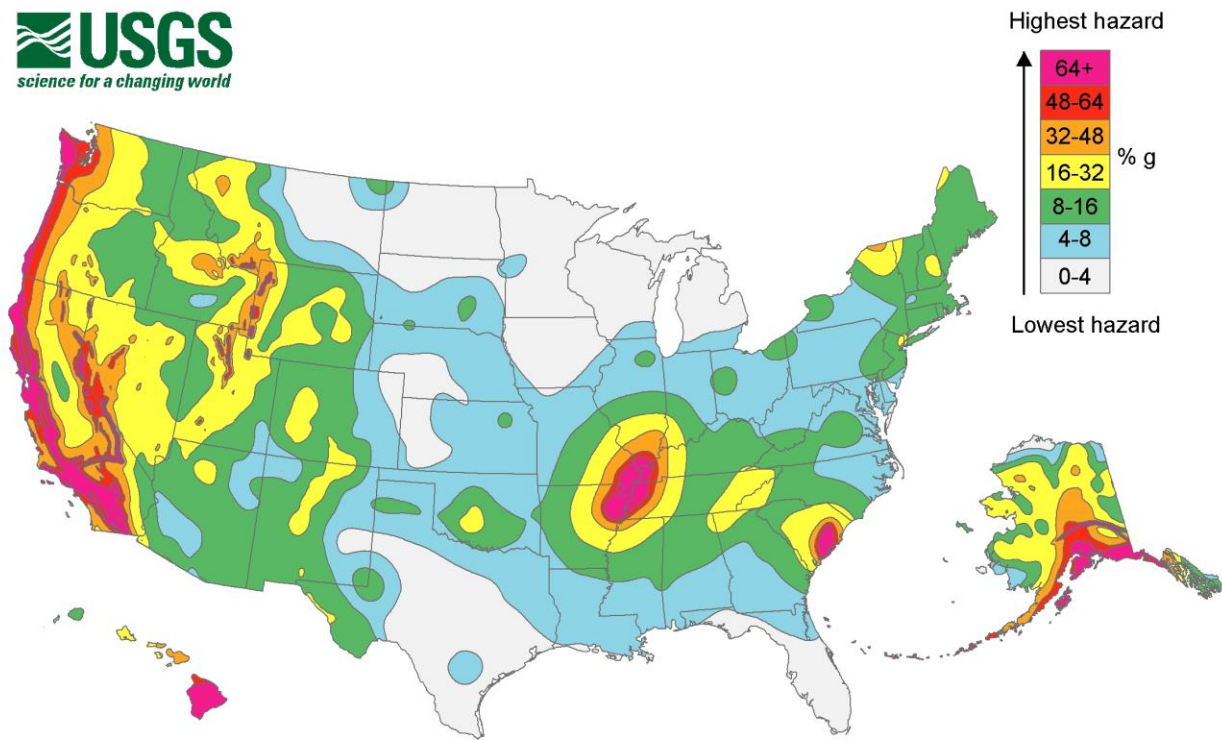 USGS
science for a changing world
Highest hazard
64+
48-64
32-48
16-32
% g
8-16
4-8
0-4
Lowest hazard